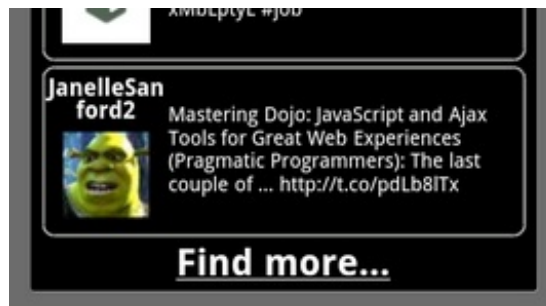 #job
JanelleSan
ford2
Mastering Dojo: JavaScript and Ajax
Tools for Great Web Experiences
(Pragmatic Programmers): The last
couple of ... http://t.co/pdLb8lTx
Find more...